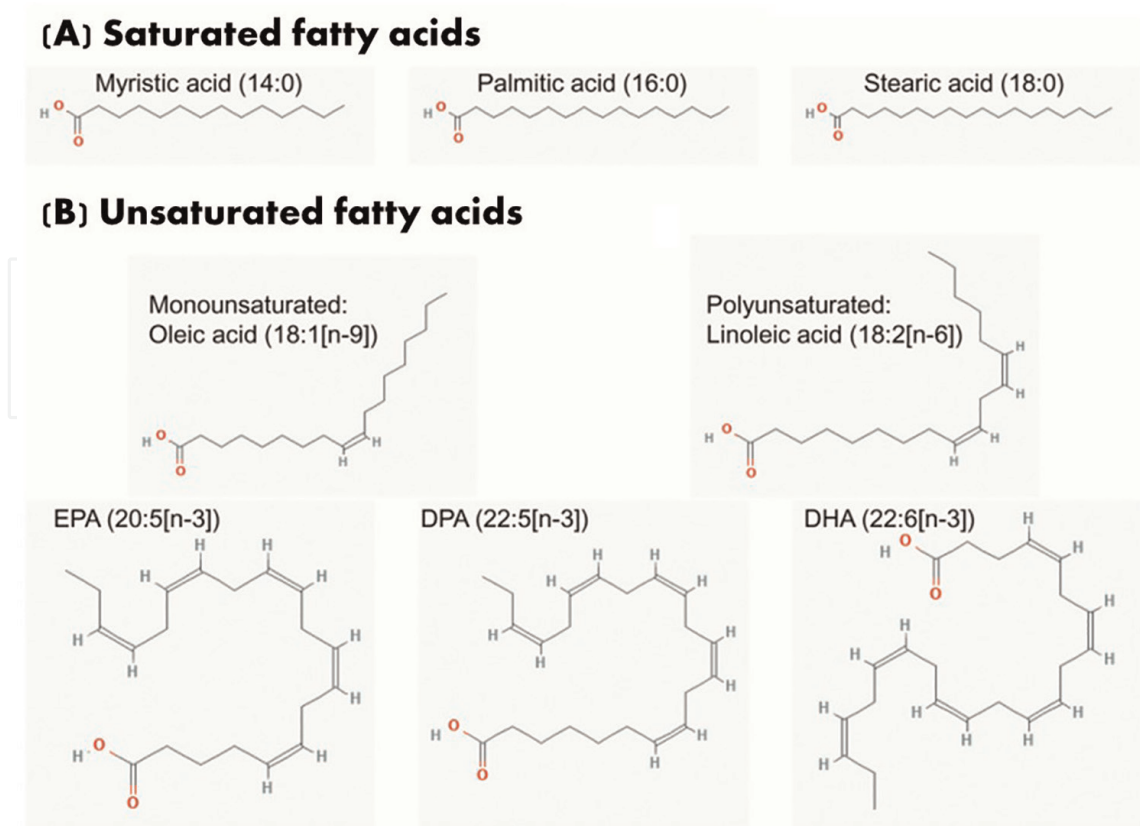 (A) Saturated fatty acids
Myristic acid (14:0)
Palmitic acid (16:0)
Stearic acid (18:0)
H O
O
H O
O
H O
O
(B) Unsaturated fatty acids
Monounsaturated:
Oleic acid (18:1[n-9])
H O
O
H
H
Polyunsaturated:
Linoleic acid (18:2[n-6])
H
H
H O
O
H
H
EPA (20:5[n-3])
H
H
H
H
H
H
H
H
H O
O
H
H
DPA (22:5[n-3])
H
H
H
H
H
H
H
H
H O
O
H
H
DHA (22:6[n-3])
H
H O
H
O
H
H
H
H
H
H
H
H
H
H